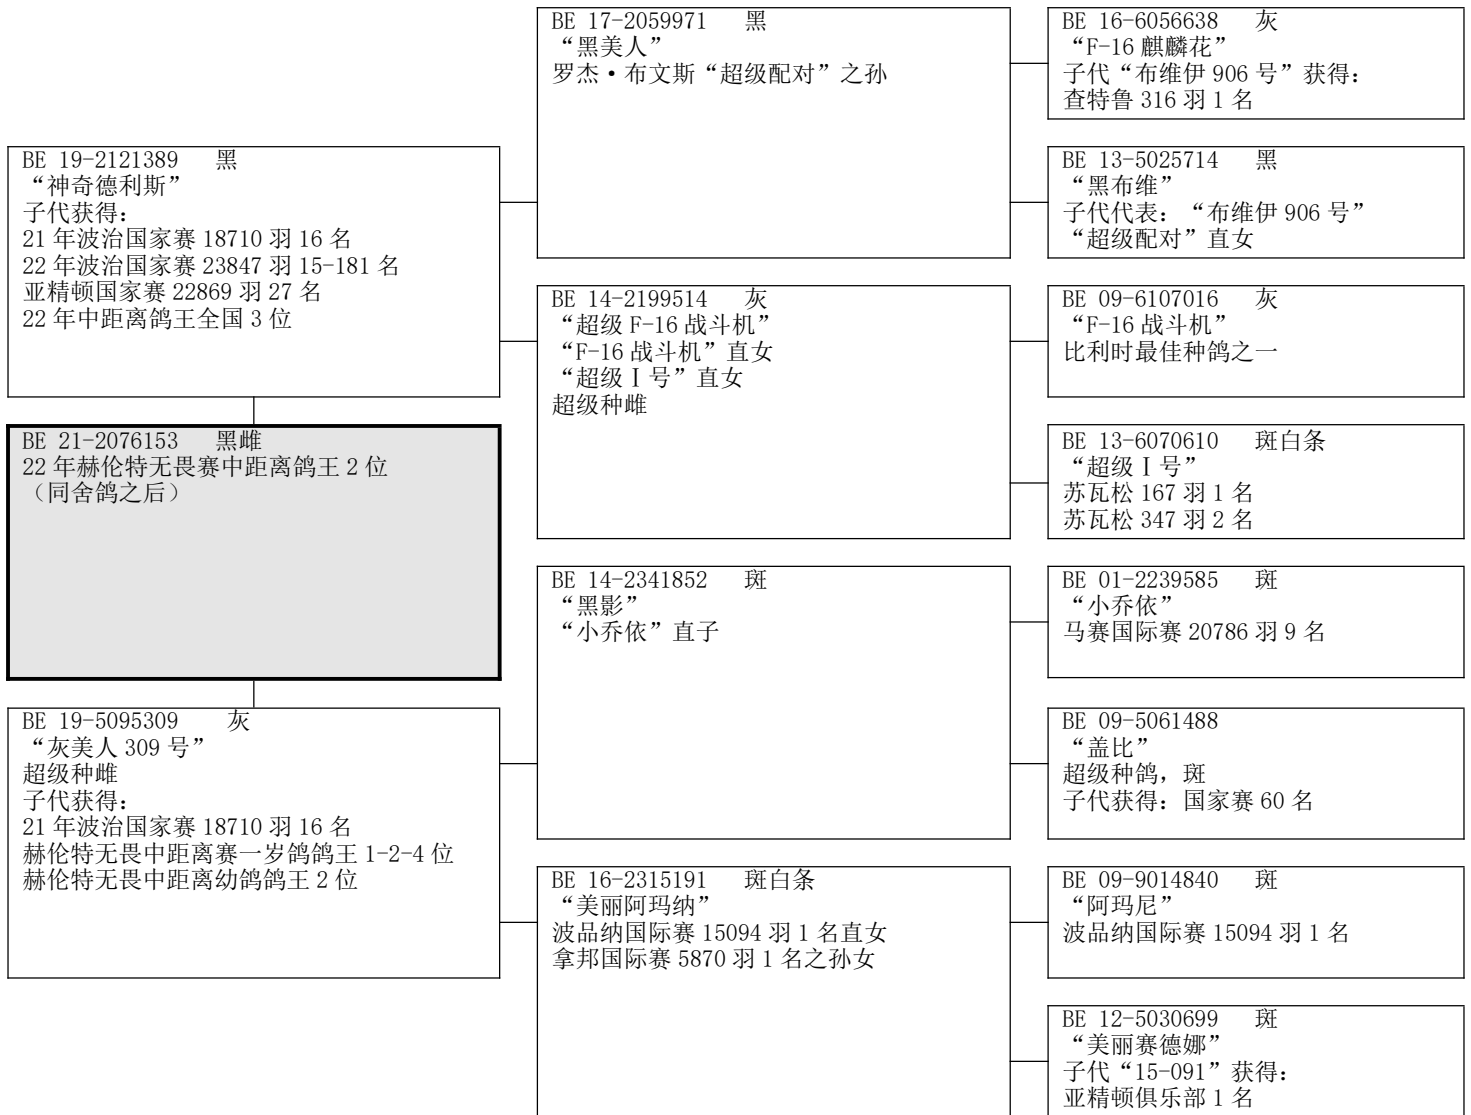 BE 19-2121389 黑
“神奇德利斯”
子代获得：
21 年波治国家赛 18710 羽 16 名
22 年波治国家赛 23847 羽 15-181 名
亚精顿国家赛 22869 羽 27 名
22 年中距离鸽王全国 3 位
BE 21-2076153 黑雌
22 年赫伦特无畏赛中距离鸽王 2 位
（同舍鸽之后）
BE 19-5095309 灰
“灰美人 309 号”
超级种雌
子代获得：
21 年波治国家赛 18710 羽 16 名
赫伦特无畏中距离赛一岁鸽鸽王 1-2-4 位
赫伦特无畏中距离幼鸽鸽王 2 位
BE 17-2059971 黑
“黑美人”
罗杰·布文斯“超级配对”之孙
BE 14-2199514 灰
“超级 F-16 战斗机”
“F-16 战斗机”直女
“超级Ⅰ号”直女
超级种雌
BE 14-2341852 斑
“黑影”
“小乔依”直子
BE 16-2315191 斑白条
“美丽阿玛纳”
波品纳国际赛 15094 羽 1 名直女
拿邦国际赛 5870 羽 1 名之孙女
BE 16-6056638 灰
“F-16 麒麟花”
子代“布维伊 906 号”获得：
查特鲁 316 羽 1 名
BE 13-5025714 黑
“黑布维”
子代代表：“布维伊 906 号”
“超级配对”直女
BE 09-6107016 灰
“F-16 战斗机”
比利时最佳种鸽之一
BE 13-6070610 斑白条
“超级Ⅰ号”
苏瓦松 167 羽 1 名
苏瓦松 347 羽 2 名
BE 01-2239585 斑
“小乔依”
马赛国际赛 20786 羽 9 名
BE 09-5061488
“盖比”
超级种鸽，斑
子代获得：国家赛 60 名
BE 09-9014840 斑
“阿玛尼”
波品纳国际赛 15094 羽 1 名
BE 12-5030699 斑
“美丽赛德娜”
子代“15-091”获得：
亚精顿俱乐部 1 名